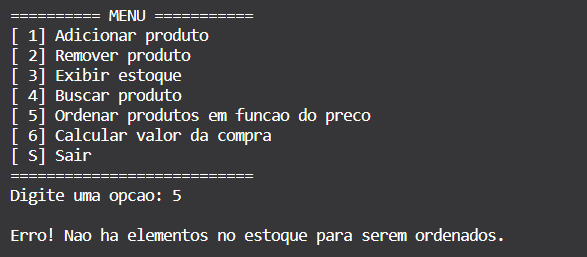 ========== MENU ===========
[ 1] Adicionar produto
[ 2] Remover produto
[ 3] Exibir estoque
[ 4] Buscar produto
[ 5] Ordenar produtos em funcao do preco
[ 6] Calcular valor da compra
[ S] Sair
===========================
Digite uma opcao: 5
Erro! Nao ha elementos no estoque para serem ordenados.